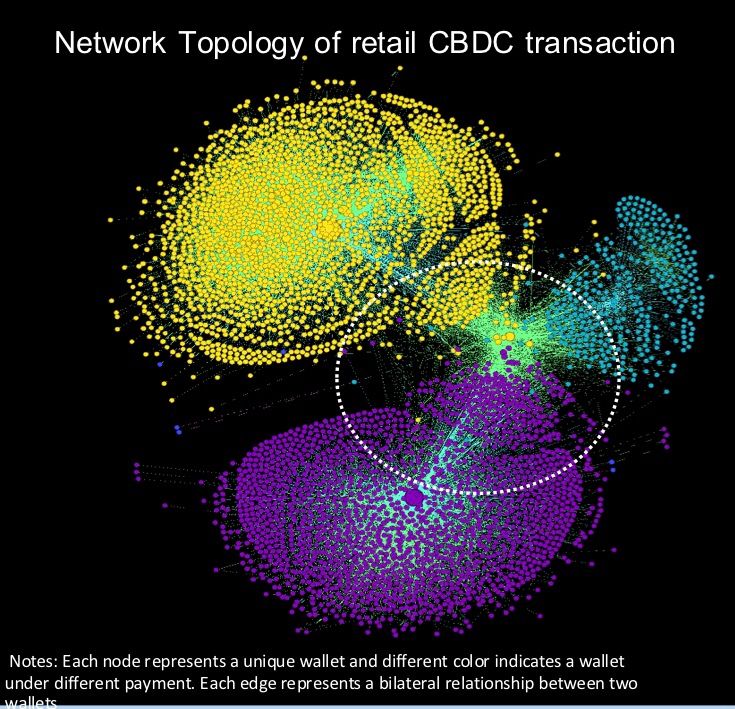 Network Topology of retail CBDC transaction
Notes: Each node represents a unique wallet and different color indicates a wallet
under different payment. Each edge represents a bilateral relationship between two
wallets